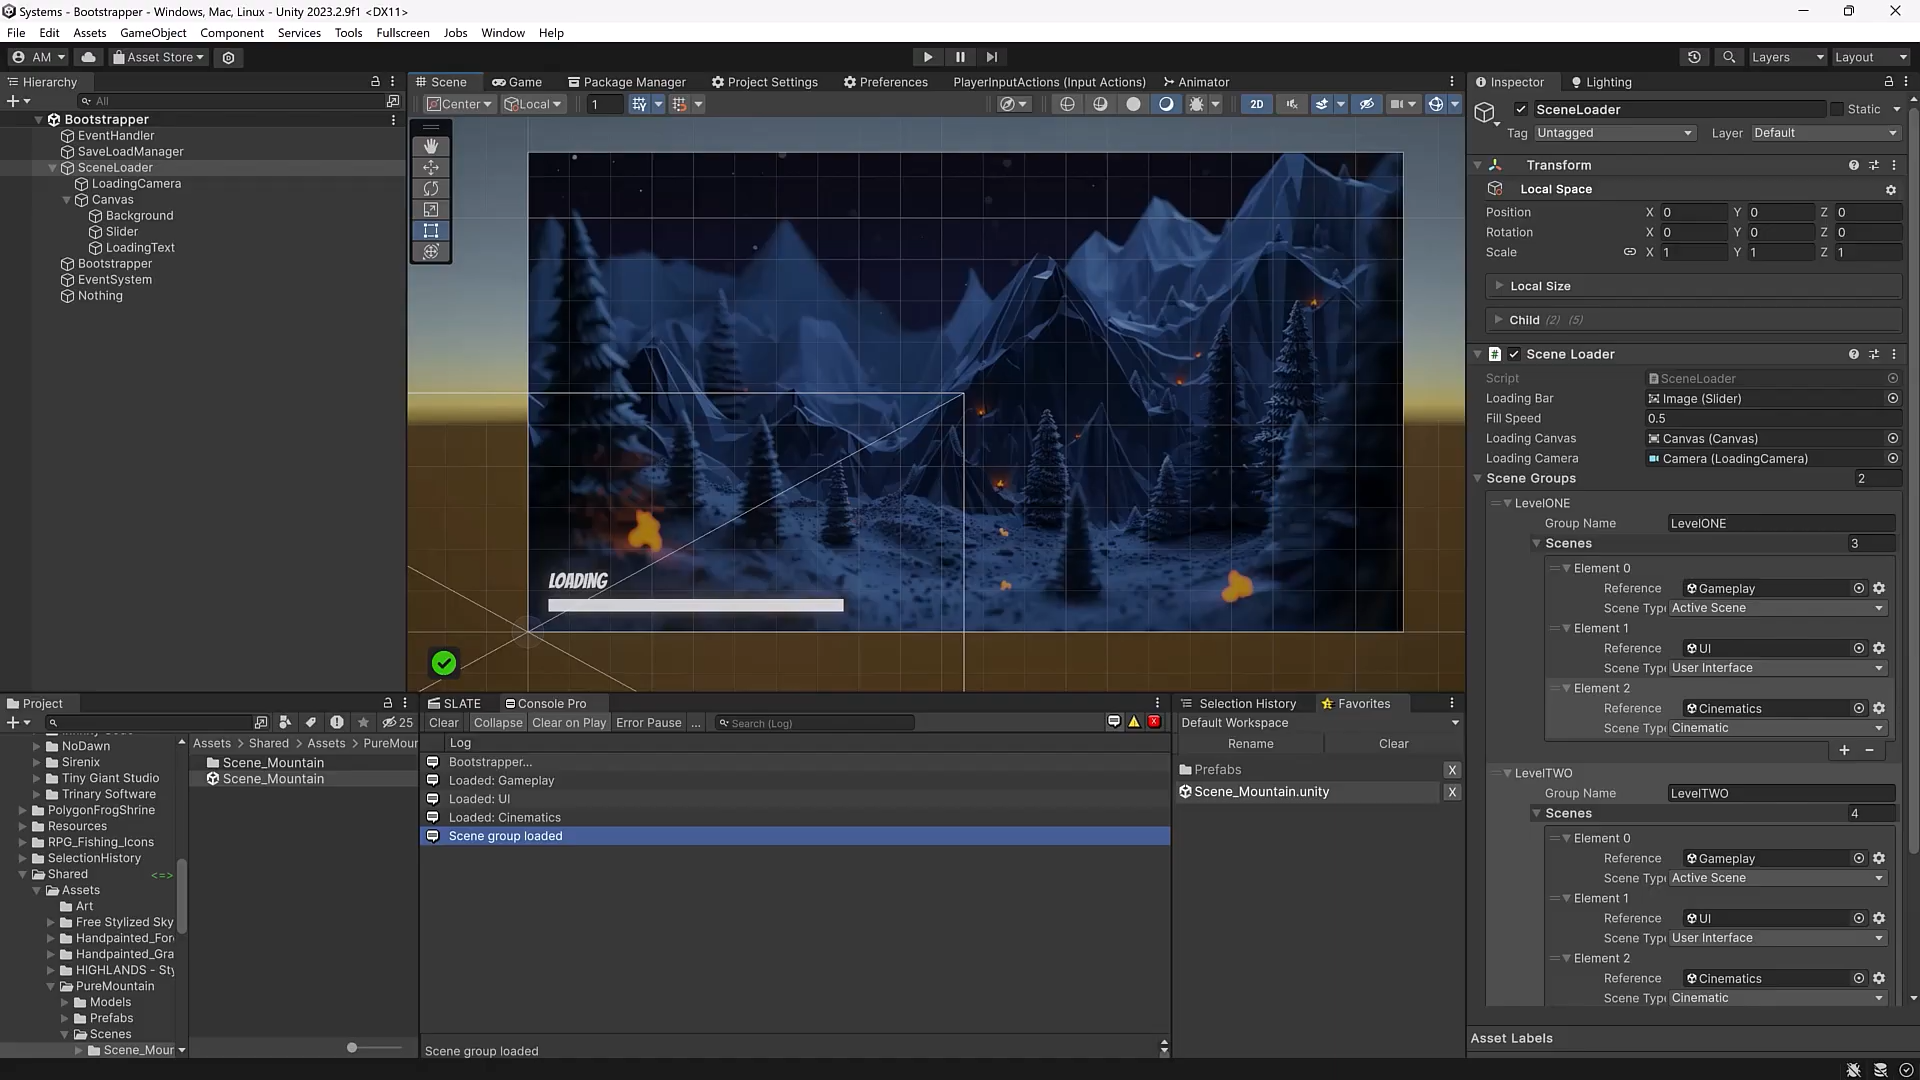 Systems - Bootstrapper - Windows, Mac, Linux - Unity 2023.2.9f1 <DX11>
File Edit Assets GameObject Component Services Tools Fullscreen Jobs Window Help
AM Asset Store Layers Layout
Hierarchy
All
Bootstrapper
EventHandler
SaveLoadManager
SceneLoader
LoadingCamera
Canvas
Background
Slider
LoadingText
Bootstrapper
EventSystem
Nothing
Scene Game Package Manager Project Settings Preferences PlayerInputActions (Input Actions) Animator
Center Local 1 2D
LOADING
Inspector Lighting
SceneLoader Static
Tag Untagged Layer Default
Transform
Local Space
Position X 0 Y 0 Z 0
Rotation X 0 Y 0 Z 0
Scale X 1 Y 1 Z 1
Local Size
Child (2) (5)
Scene Loader
Script SceneLoader
Loading Bar Image (Slider)
Fill Speed 0.5
Loading Canvas Canvas (Canvas)
Loading Camera Camera (LoadingCamera)
Scene Groups 2
LevelONE
Group Name LevelONE
Scenes 3
Element 0
Reference Gameplay
Scene Type Active Scene
Element 1
Reference UI
Scene Type User Interface
Element 2
Reference Cinematics
Scene Type Cinematic
+ −
LevelTWO
Group Name LevelTWO
Scenes 4
Element 0
Reference Gameplay
Scene Type Active Scene
Element 1
Reference UI
Scene Type User Interface
Element 2
Reference Cinematics
Scene Type Cinematic
Asset Labels
Project
25
NoDawn
Sirenix
Tiny Giant Studio
Trinary Software
PolygonFrogShrine
Resources
RPG_Fishing_Icons
SelectionHistory
Shared <=>
Assets
Art
Free Stylized Sky
Handpainted_For
Handpainted_Gra
HIGHLANDS - Sty
PureMountain
Models
Prefabs
Scenes
Scene_Mour
Assets > Shared > Assets > PureMour
Scene_Mountain
Scene_Mountain
SLATE Console Pro
Clear Collapse Clear on Play Error Pause ... Search (Log)
Log
Bootstrapper...
Loaded: Gameplay
Loaded: UI
Loaded: Cinematics
Scene group loaded
Scene group loaded
Selection History Favorites
Default Workspace
Rename Clear
Prefabs X
Scene_Mountain.unity X